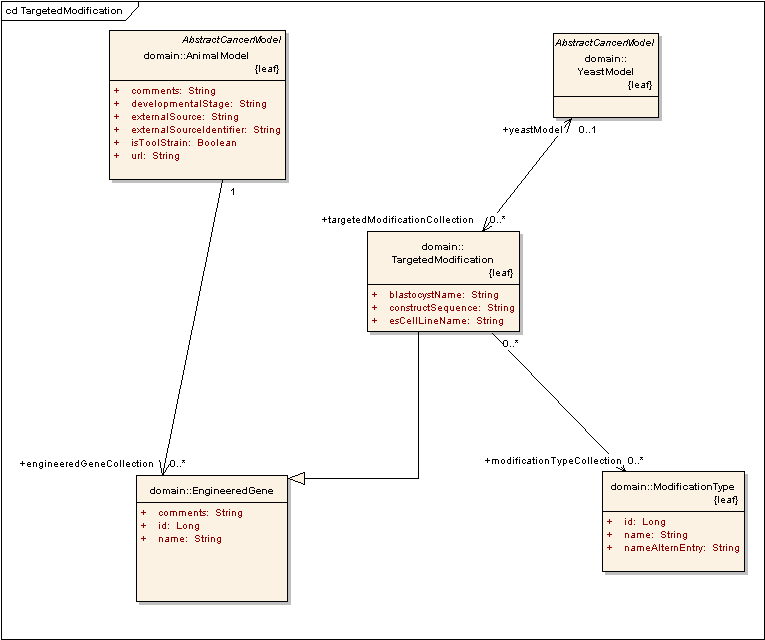 cd TargetedModification
AbstractCancerModel
domain::AnimalModel
{leaf}
+ comments: String
+ developmentalStage: String
+ externalSource: String
+ externalSourceIdentifier: String
+ isToolStrain: Boolean
+ url: String
AbstractCancerModel
domain::
YeastModel
{leaf}
+yeastModel 0..1
1
+targetedModificationCollection 0..*
domain::
TargetedModification
{leaf}
+ blastocystName: String
+ constructSequence: String
+ esCellLineName: String
0..*
+engineeredGeneCollection 0..*
+modificationTypeCollection 0..*
domain::EngineeredGene
+ comments: String
+ id: Long
+ name: String
domain::ModificationType
{leaf}
+ id: Long
+ name: String
+ nameAlternEntry: String